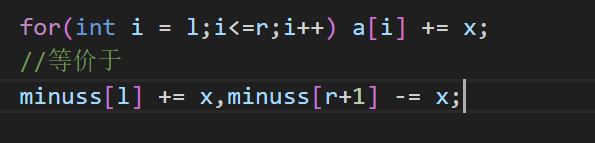 for(int i = l;i<=r;i++) a[i] += x;
//等价于
minuss[l] += x,minuss[r+1] -= x;